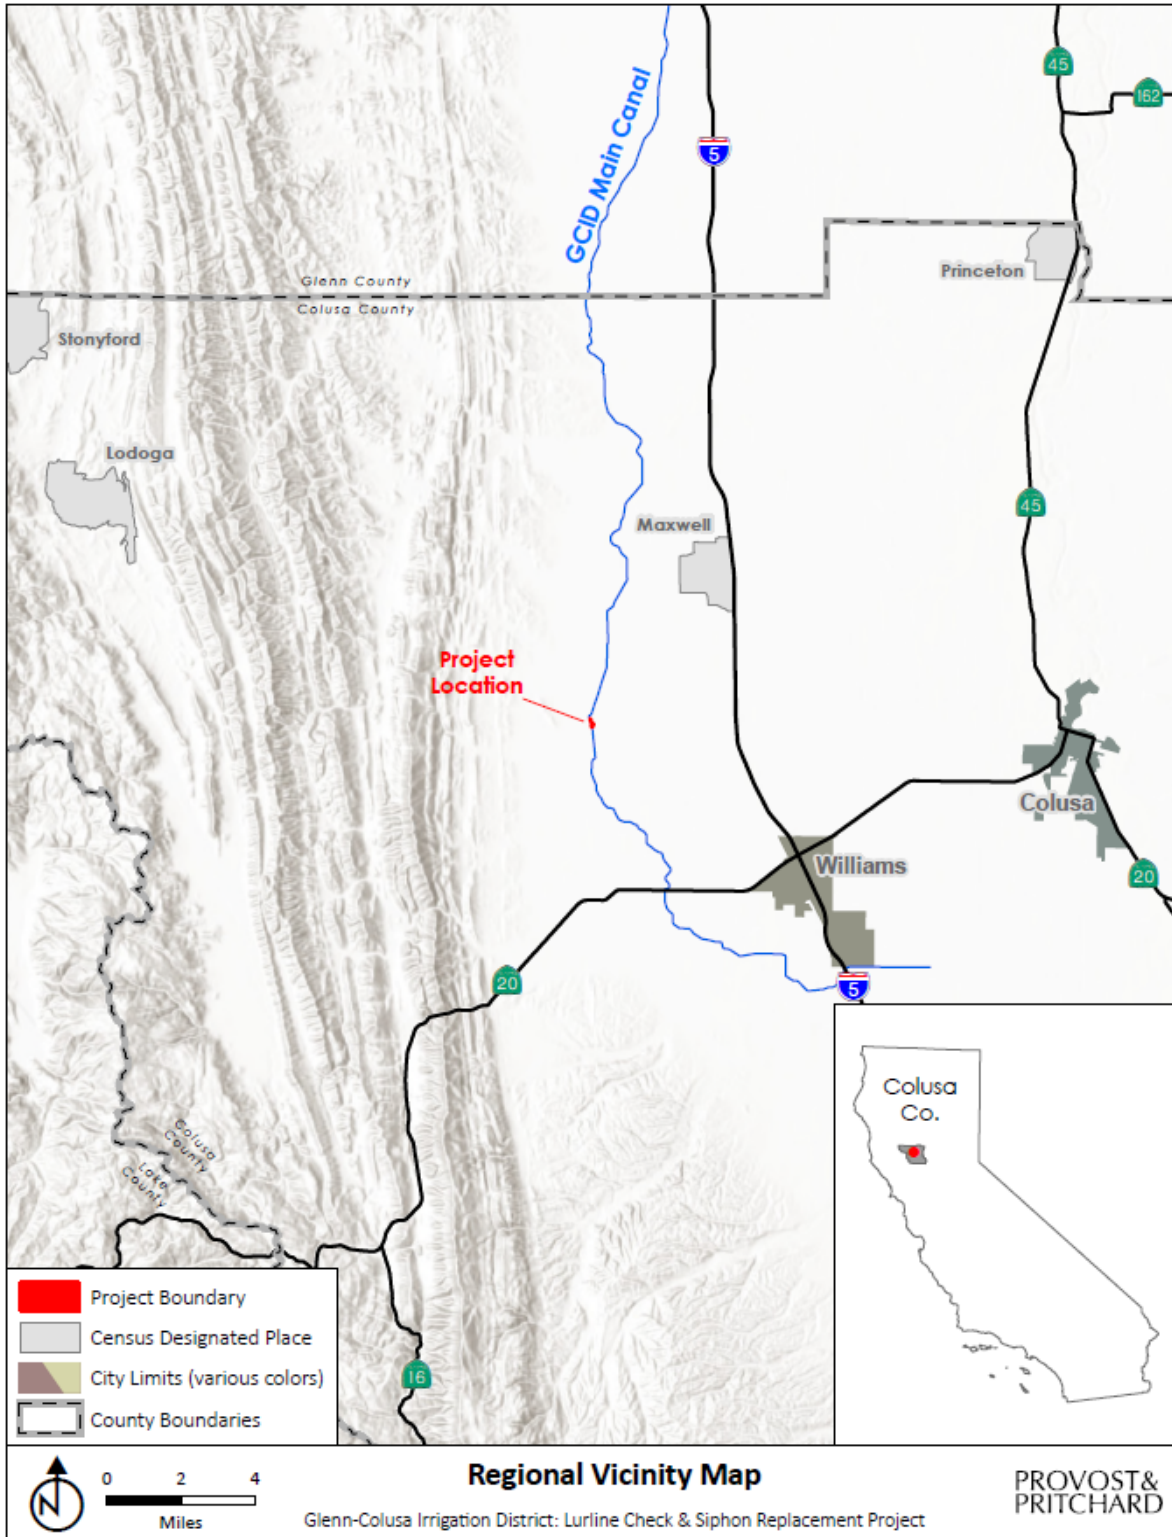 45
162
GCID Main Canal
5
Princeton
Glenn County
Colusa County
Stonyford
Lodoga
45
Maxwell
Project
Location
Colusa
Williams
20
20
5
Colusa
Co.
Colusa
County
Lake
County
16
Project Boundary
Census Designated Place
City Limits (various colors)
County Boundaries
N
0 2 4
Miles
Regional Vicinity Map
Glenn-Colusa Irrigation District: Lurline Check & Siphon Replacement Project
PROVOST&
PRITCHARD